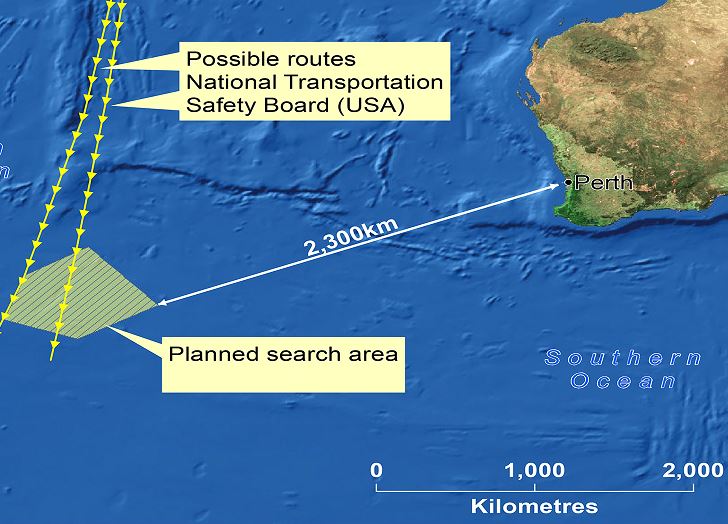 Possible routes
National Transportation
Safety Board (USA)
Perth
2,300km
Planned search area
Southern
Ocean
0 1,000 2,000
Kilometres